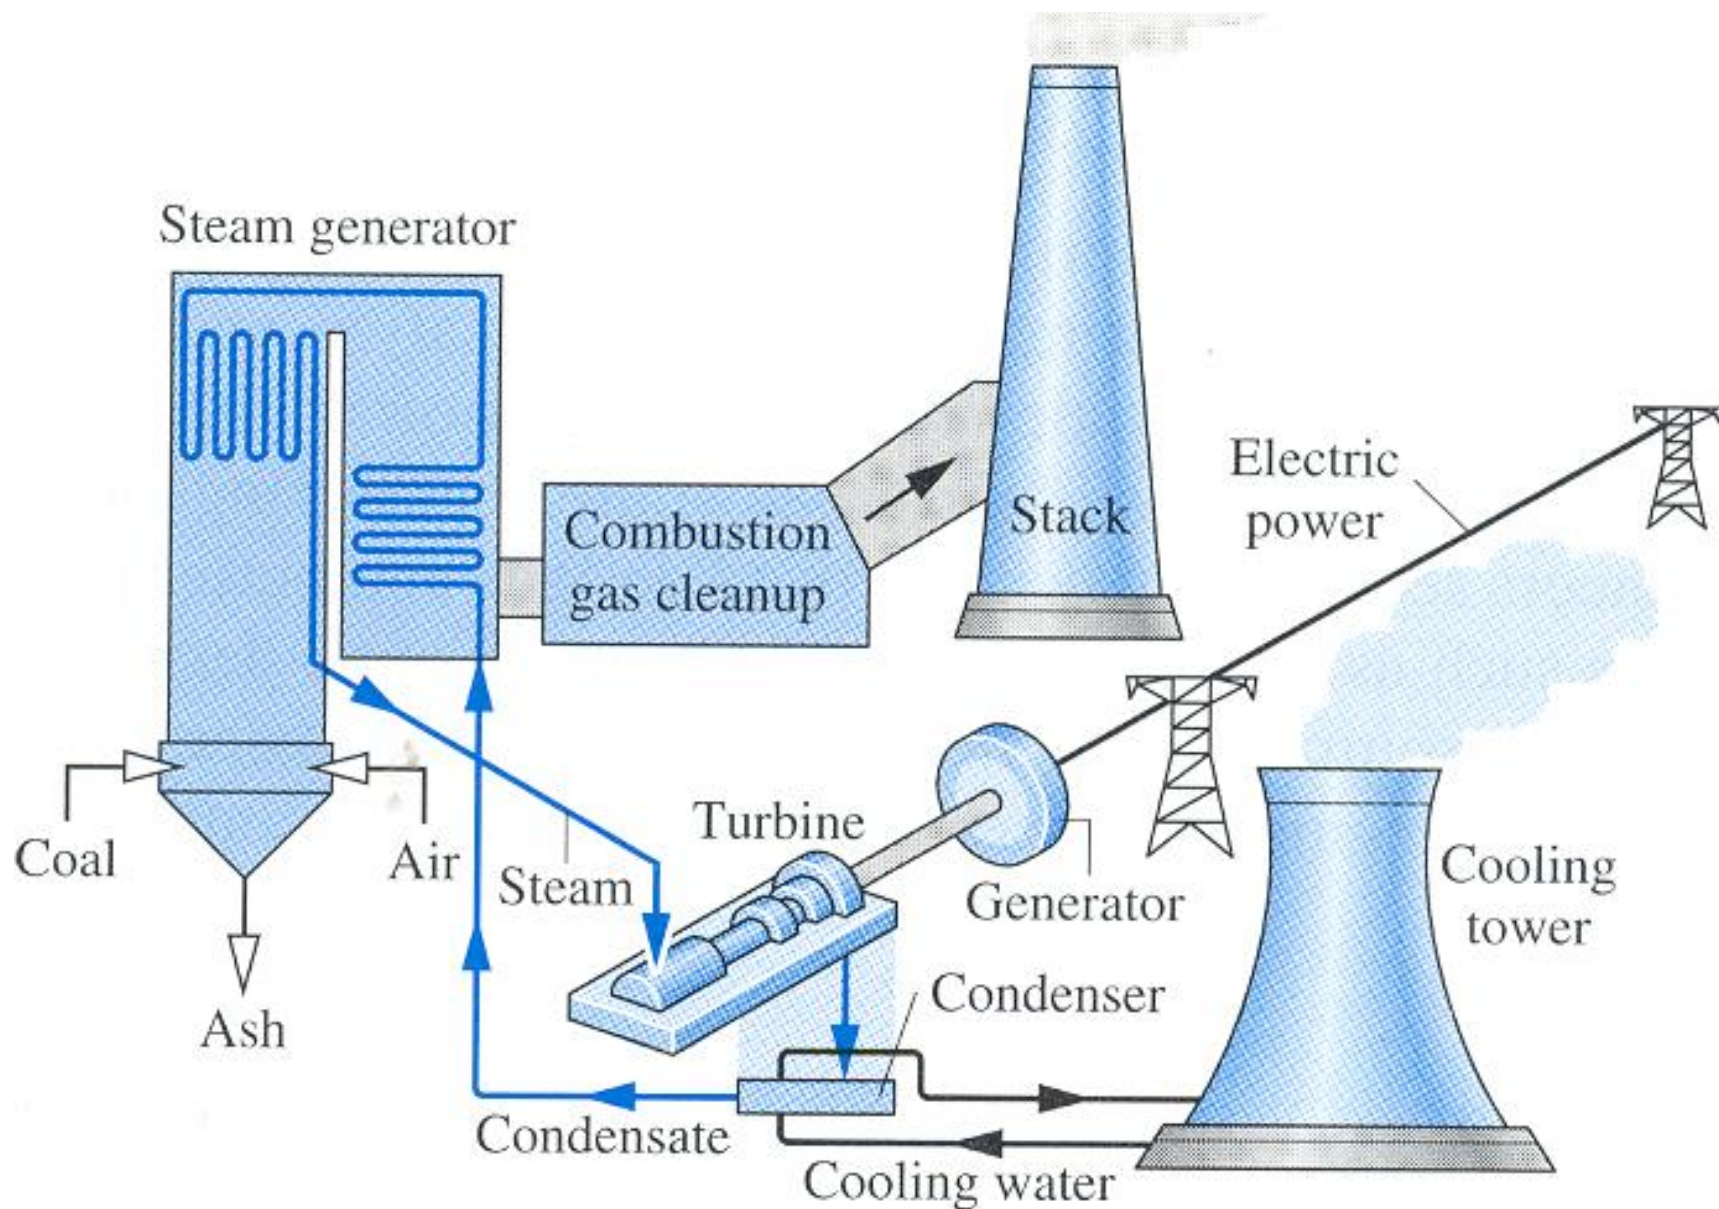 Steam generator
Combustion
gas cleanup
Stack
Electric
power
Coal
Air
Steam
Turbine
Generator
Cooling
tower
Ash
Condenser
Condensate
Cooling water